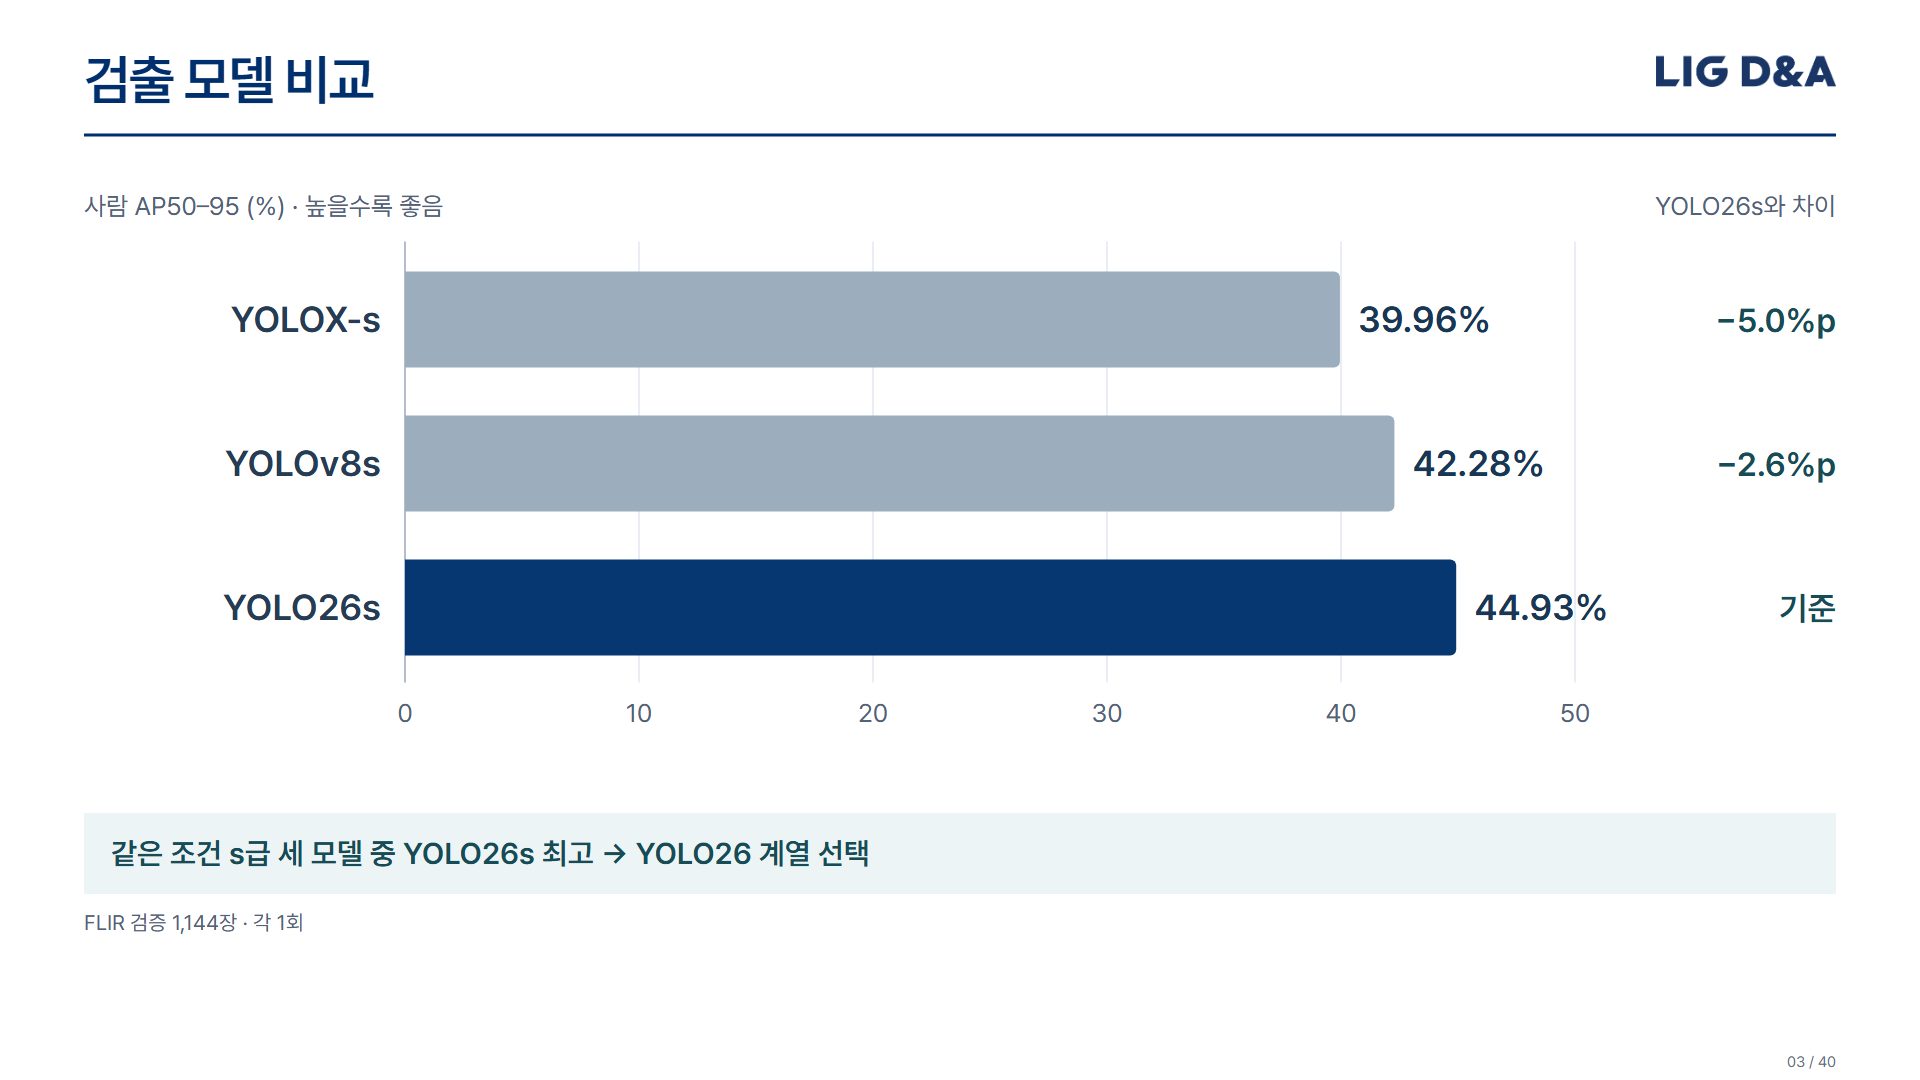 검출 모델 비교
LIG D&A
사람 AP50–95 (%) · 높을수록 좋음
YOLO26s와 차이
YOLOX-s
39.96%
−5.0%p
YOLOv8s
42.28%
−2.6%p
YOLO26s
44.93%
기준
0 10 20 30 40 50
같은 조건 s급 세 모델 중 YOLO26s 최고 → YOLO26 계열 선택
FLIR 검증 1,144장 · 각 1회
03 / 40